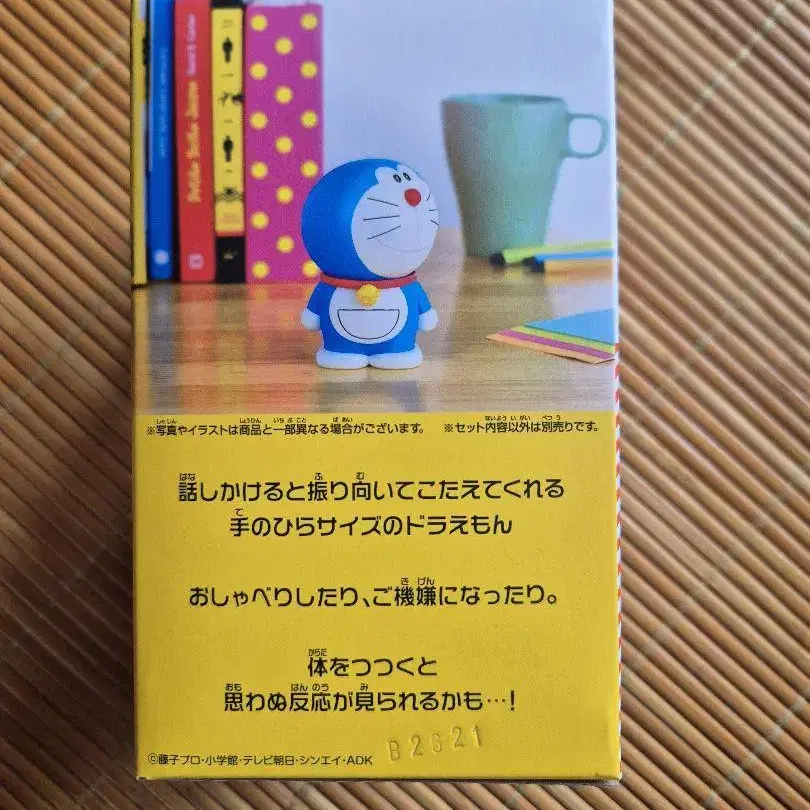 ※写真やイラストは商品と一部異なる場合がございます。 ※セット内容以外は別売りです。
話しかけると振り向いてこたえてくれる
手のひらサイズのドラえもん
おしゃべりしたり、ご機嫌になったり。
体をつつくと
思わぬ反応が見られるかも…!
©藤子プロ・小学館・テレビ朝日・シンエイ・ADK
B2621